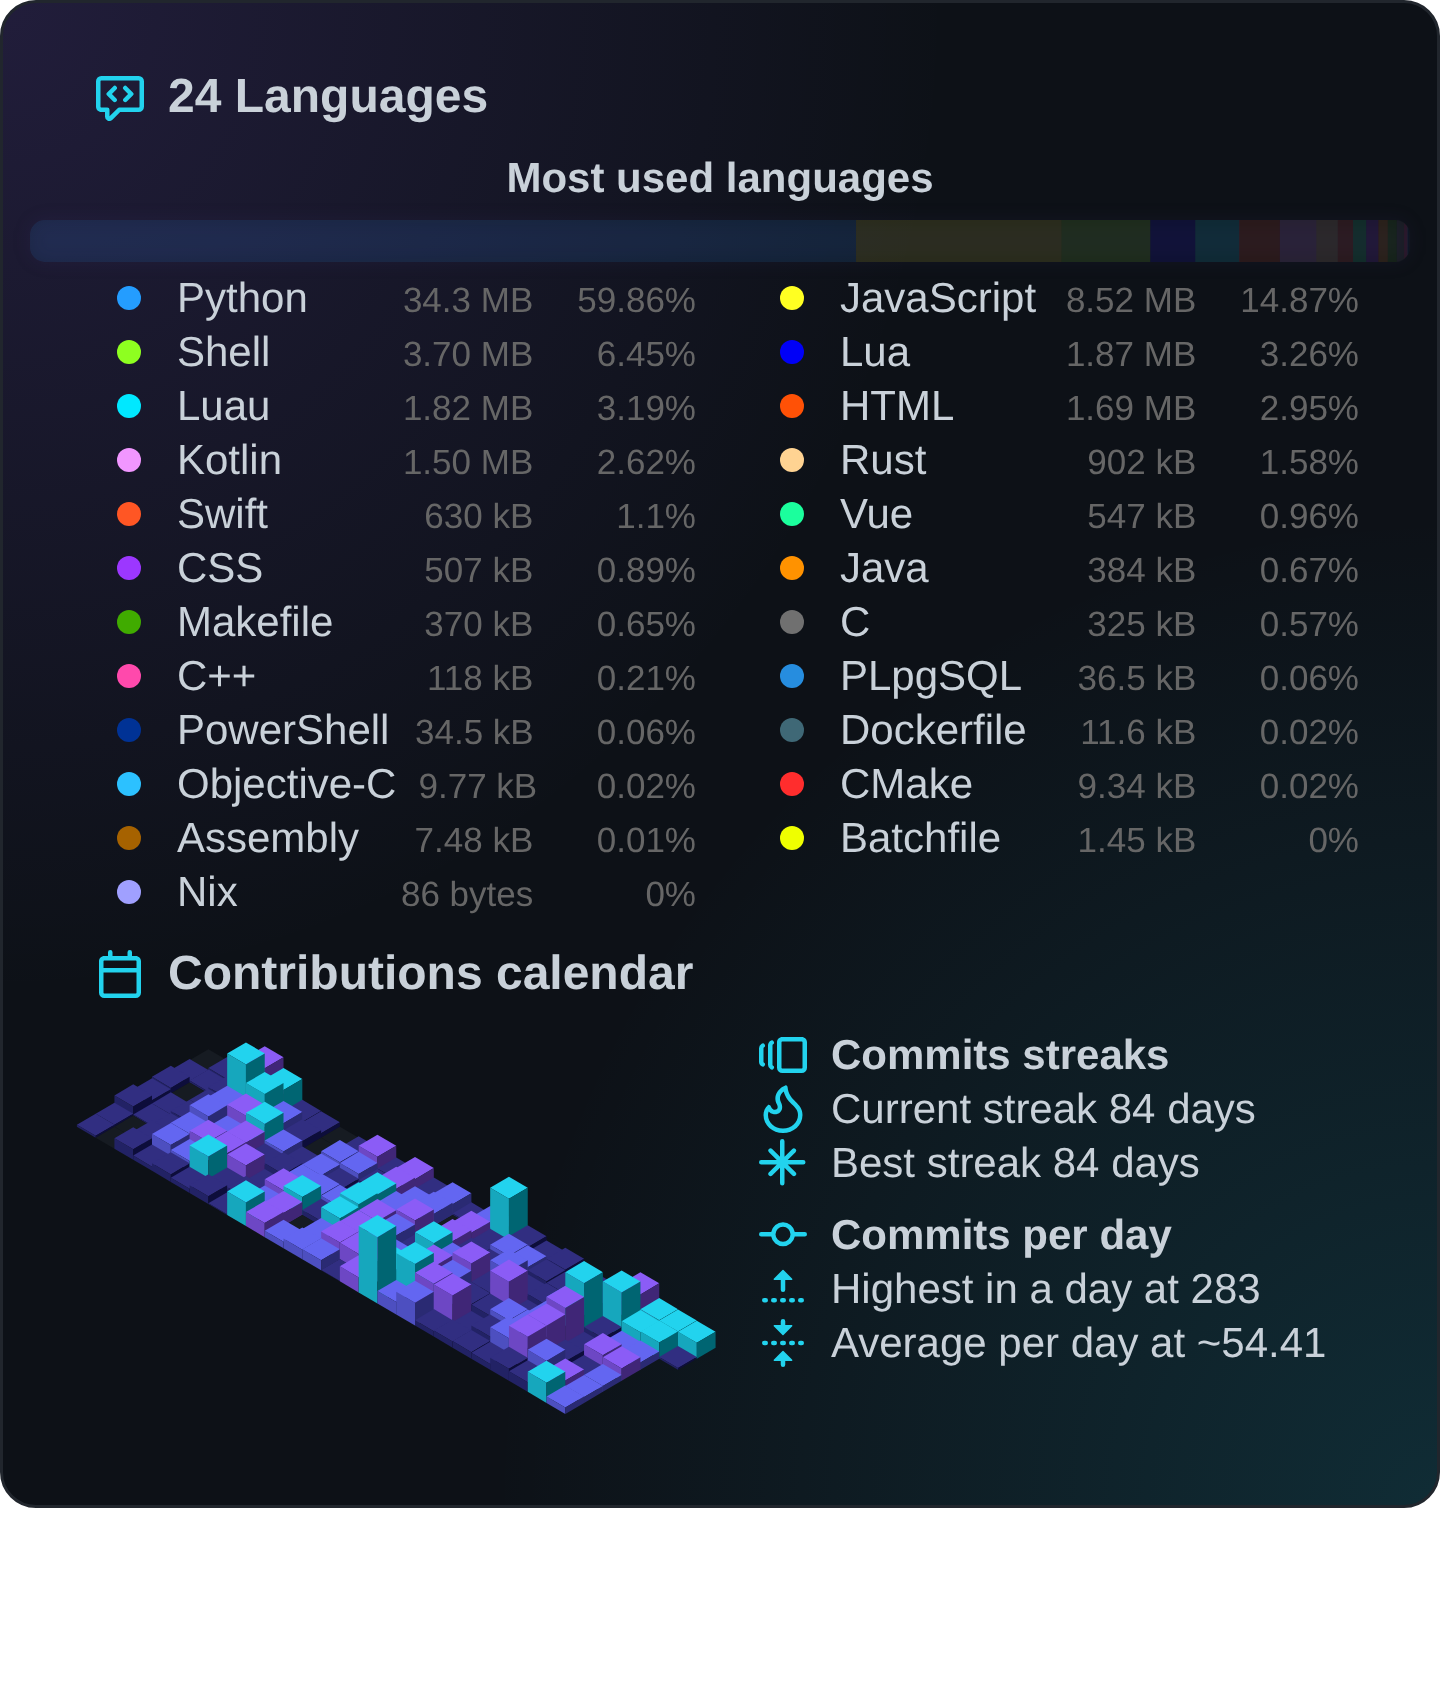 24 Languages
Most used languages
Python 34.3 MB 59.86% JavaScript 8.52 MB 14.87%
Shell 3.70 MB 6.45% Lua 1.87 MB 3.26%
Luau 1.82 MB 3.19% HTML 1.69 MB 2.95%
Kotlin 1.50 MB 2.62% Rust 902 kB 1.58%
Swift 630 kB 1.1% Vue 547 kB 0.96%
CSS 507 kB 0.89% Java 384 kB 0.67%
Makefile 370 kB 0.65% C 325 kB 0.57%
C++ 118 kB 0.21% PLpgSQL 36.5 kB 0.06%
PowerShell 34.5 kB 0.06% Dockerfile 11.6 kB 0.02%
Objective-C 9.77 kB 0.02% CMake 9.34 kB 0.02%
Assembly 7.48 kB 0.01% Batchfile 1.45 kB 0%
Nix 86 bytes 0%
Contributions calendar
Commits streaks
Current streak 84 days
Best streak 84 days
Commits per day
Highest in a day at 283
Average per day at ~54.41